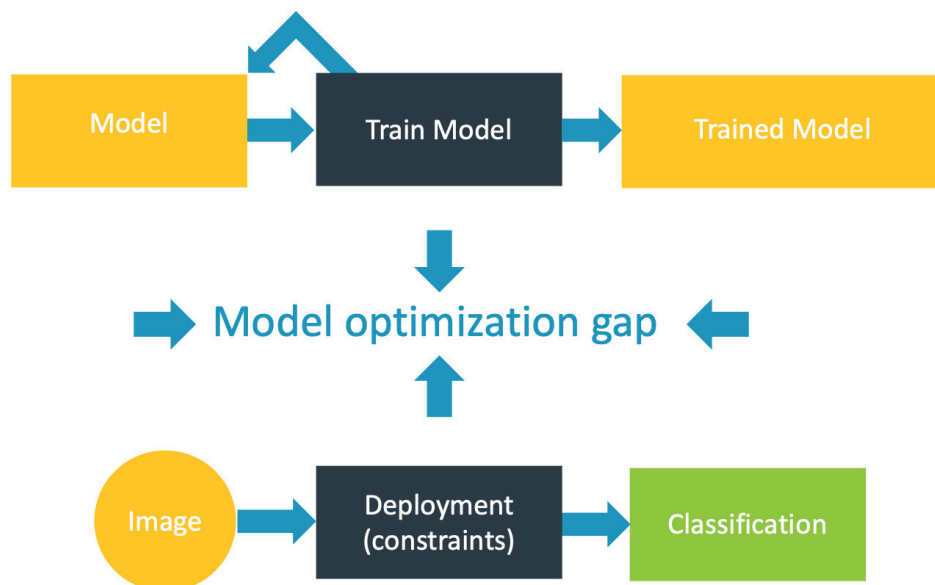 Model
Train Model
Trained Model
Model optimization gap
Image
Deployment
(constraints)
Classification